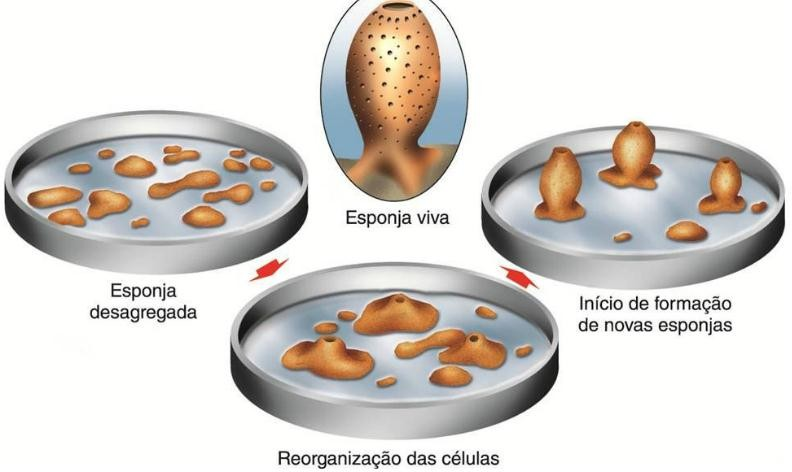 Esponja viva
Esponja
desagregada
Início de formação
de novas esponjas
Reorganização das células